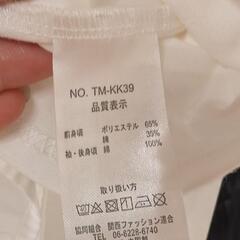 NO. TM-KK39
品質表示
前身頃 ポリエステル 65%
綿 35%
袖・後身頃 綿 100%
取り扱い方
協同組合 関西ファッション連合
06-6228-6740